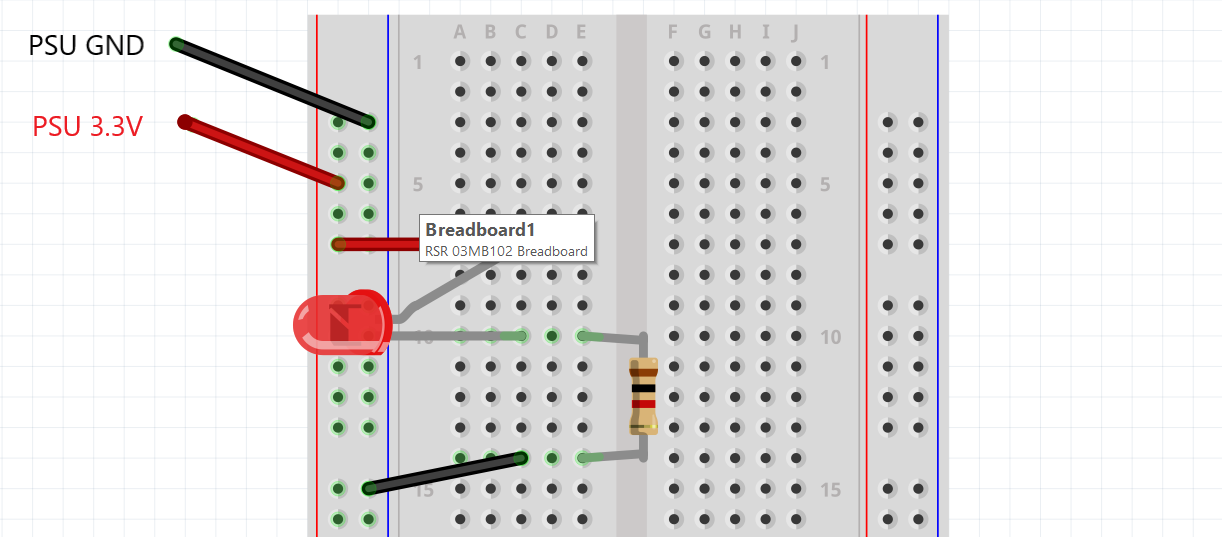 PSU GND
PSU 3.3V
A B C D E F G H I J
1 1
5 5
Breadboard1
RSR 03MB102 Breadboard
10 10
15 15